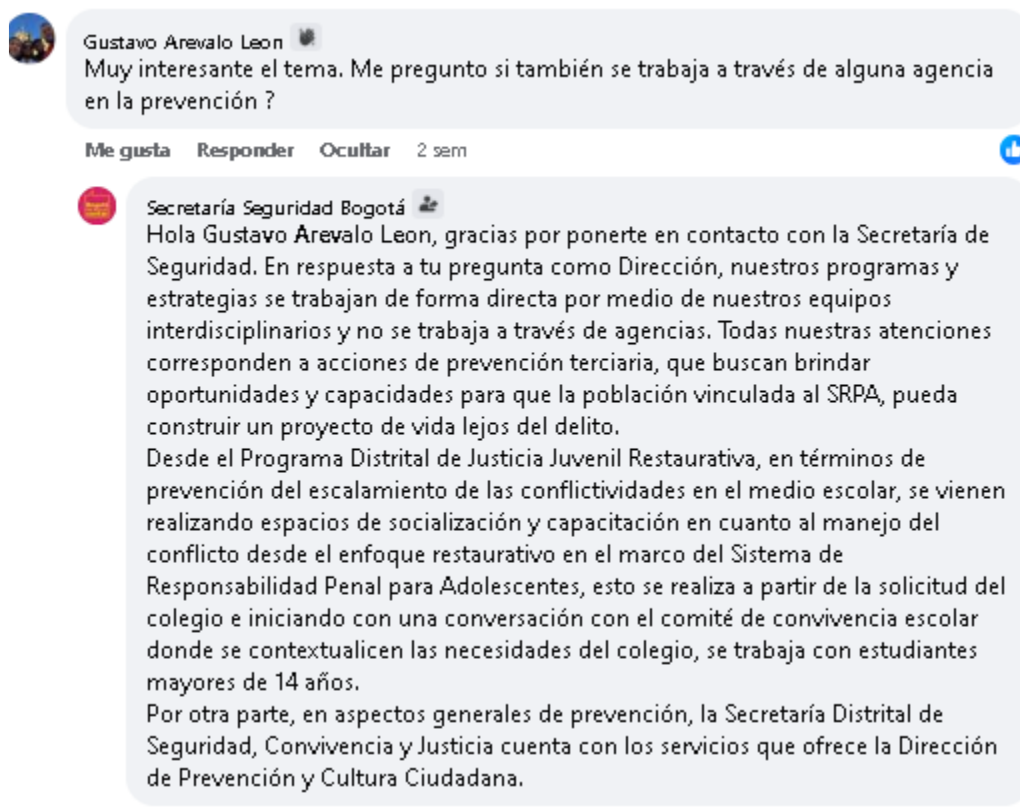 Gustavo Arevalo Leon
Muy interesante el tema. Me pregunto si también se trabaja a través de alguna agencia
en la prevención ?
Me gusta Responder Ocultar 2 sem
Secretaría Seguridad Bogotá
Hola Gustavo Arevalo Leon, gracias por ponerte en contacto con la Secretaría de
Seguridad. En respuesta a tu pregunta como Dirección, nuestros programas y
estrategias se trabajan de forma directa por medio de nuestros equipos
interdisciplinarios y no se trabaja a través de agencias. Todas nuestras atenciones
corresponden a acciones de prevención terciaria, que buscan brindar
oportunidades y capacidades para que la población vinculada al SRPA, pueda
construir un proyecto de vida lejos del delito.
Desde el Programa Distrital de Justicia Juvenil Restaurativa, en términos de
prevención del escalamiento de las conflictividades en el medio escolar, se vienen
realizando espacios de socialización y capacitación en cuanto al manejo del
conflicto desde el enfoque restaurativo en el marco del Sistema de
Responsabilidad Penal para Adolescentes, esto se realiza a partir de la solicitud del
colegio e iniciando con una conversación con el comité de convivencia escolar
donde se contextualicen las necesidades del colegio, se trabaja con estudiantes
mayores de 14 años.
Por otra parte, en aspectos generales de prevención, la Secretaría Distrital de
Seguridad, Convivencia y Justicia cuenta con los servicios que ofrece la Dirección
de Prevención y Cultura Ciudadana.